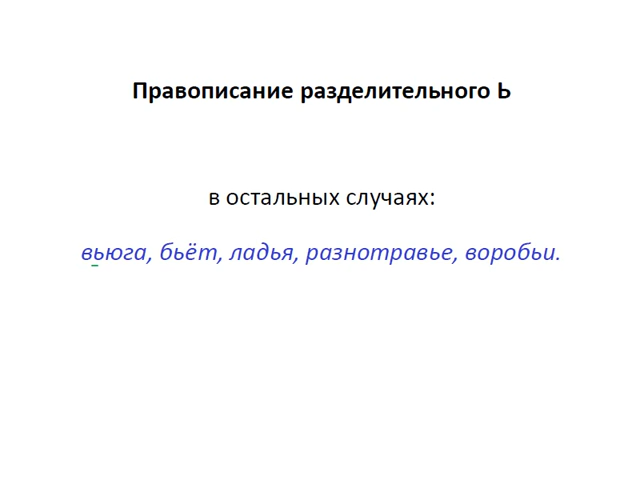 Правописание разделительного Ь
в остальных случаях:
вьюга, бьёт, ладья, разнотравье, воробьи.